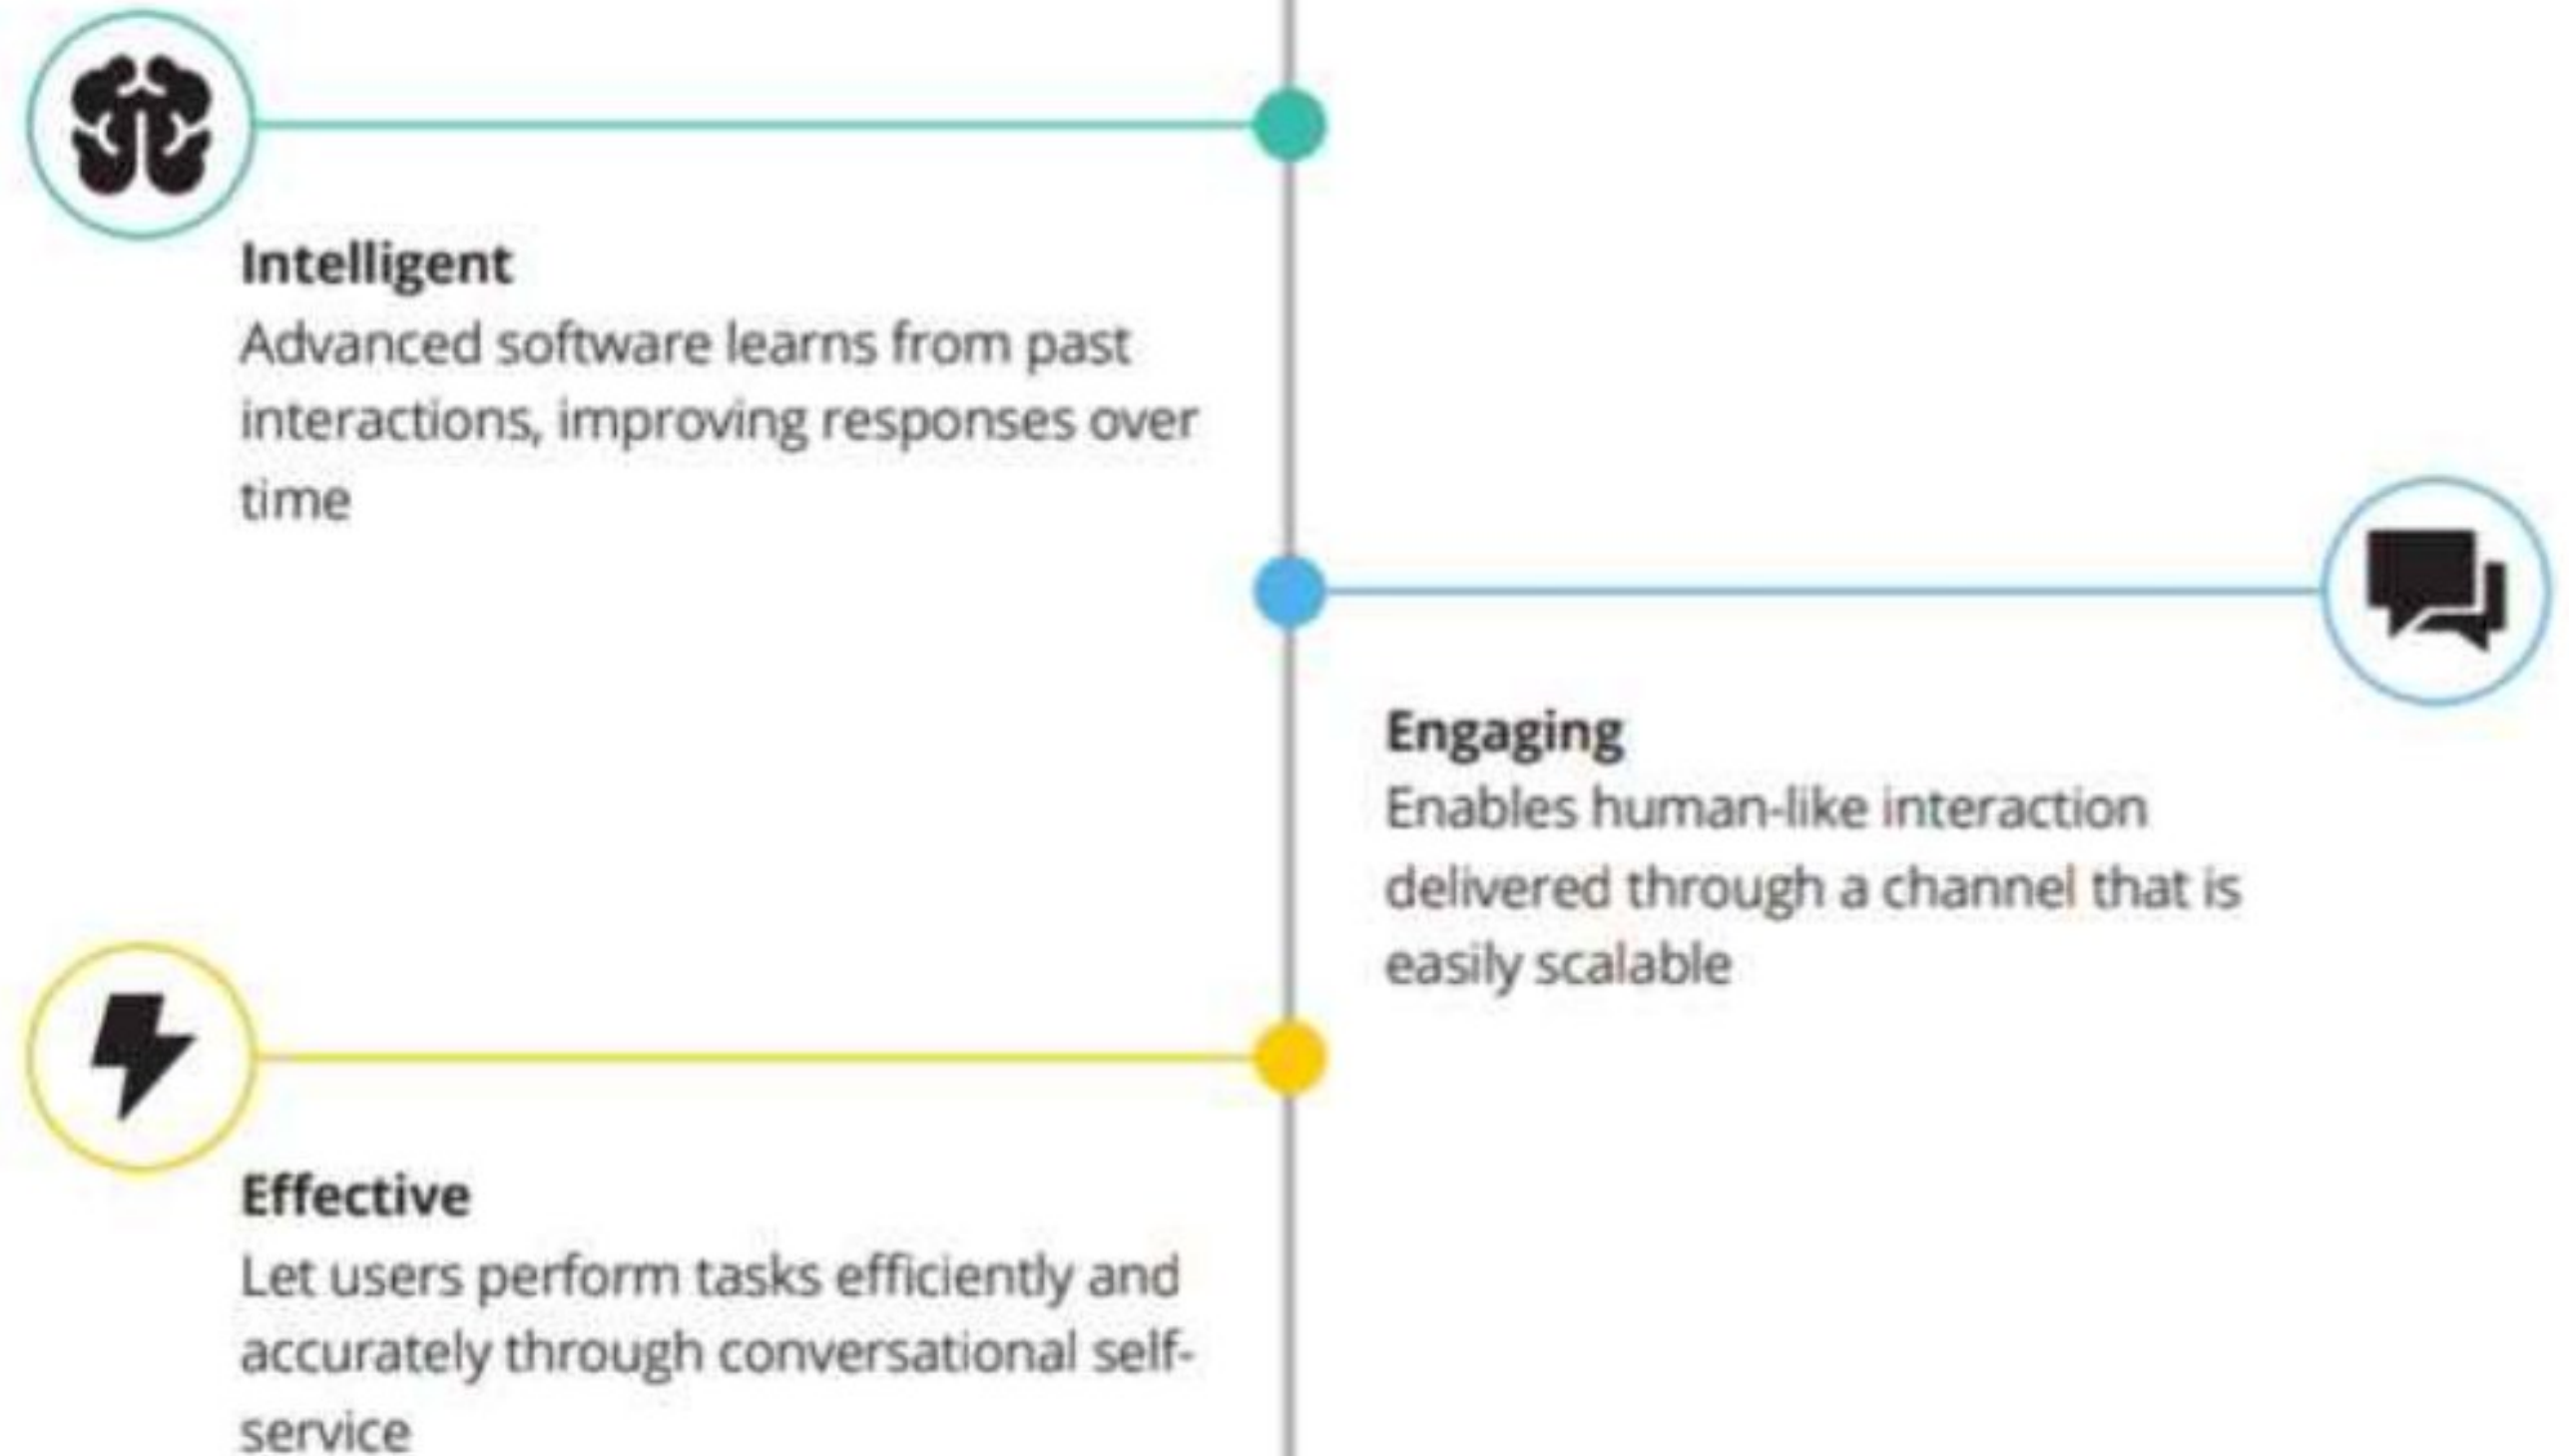 Intelligent
Advanced software learns from past
interactions, improving responses over
time
Engaging
Enables human-like interaction
delivered through a channel that is
easily scalable
Effective
Let users perform tasks efficiently and
accurately through conversational self-
service